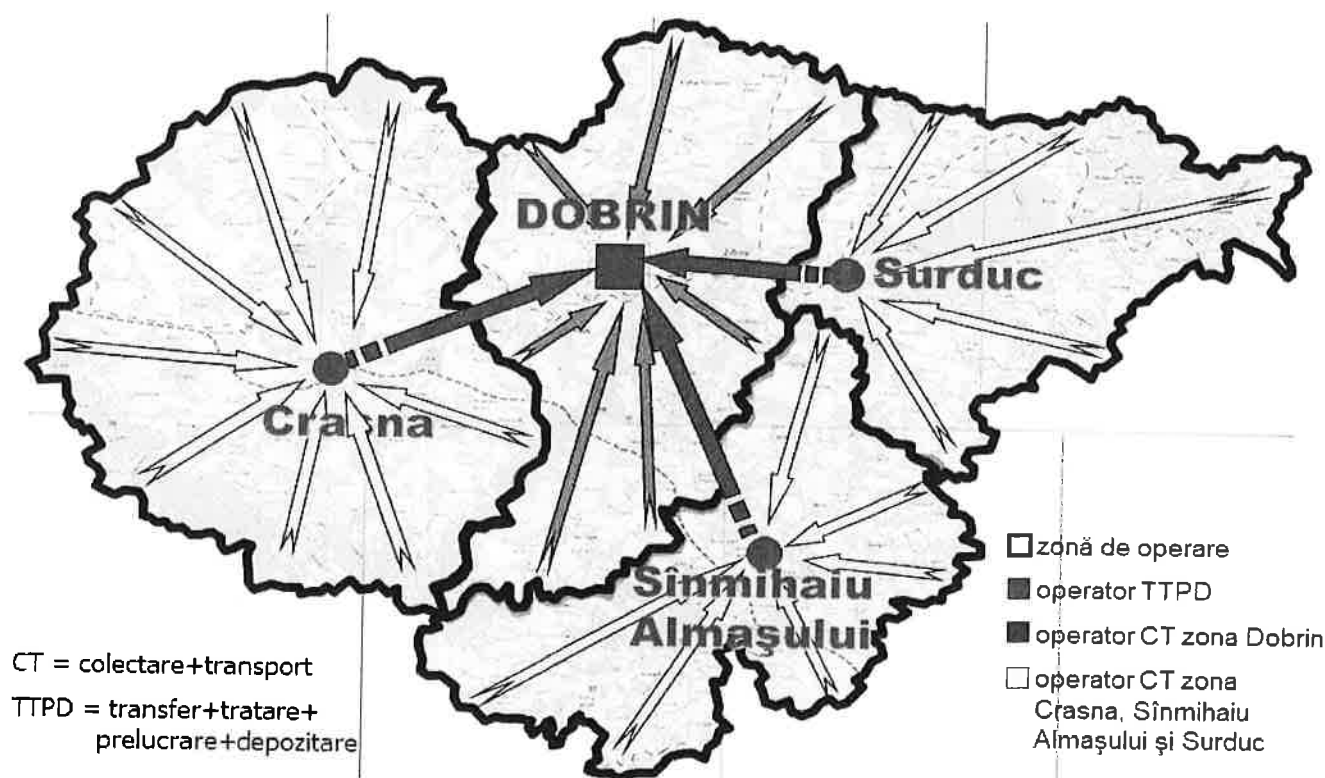 DOBRIN
Surduc
Crasna
Sînmihaiu
Almaşului
zonă de operare
operator TTPD
operator CT zona Dobrin
operator CT zona
Crasna, Sînmihaiu
Almaşului şi Surduc
CT = colectare+transport
TTPD = transfer+tratare+
prelucrare+depozitare